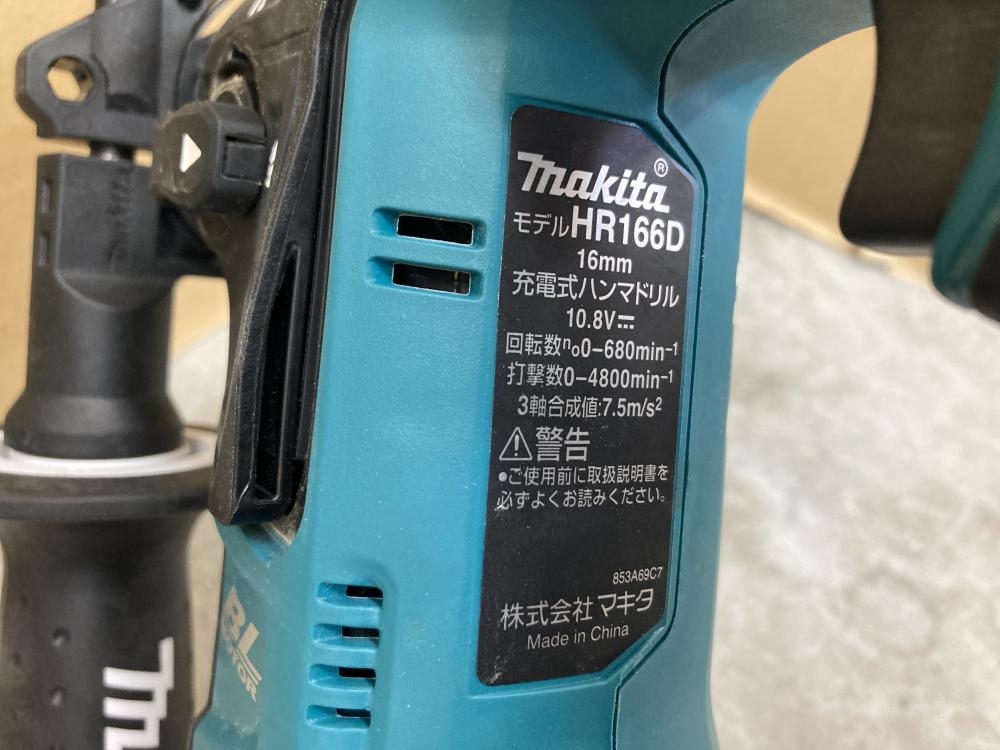 makita®
モデルHR166D
16mm
充電式ハンマドリル
10.8V⎓
回転数n₀0-680min-1
打撃数0-4800min-1
3軸合成値:7.5m/s2
⚠警告
●ご使用前に取扱説明書を
必ずよくお読みください。
853A69C7
株式会社マキタ
Made in China
BL
MOTOR
makita